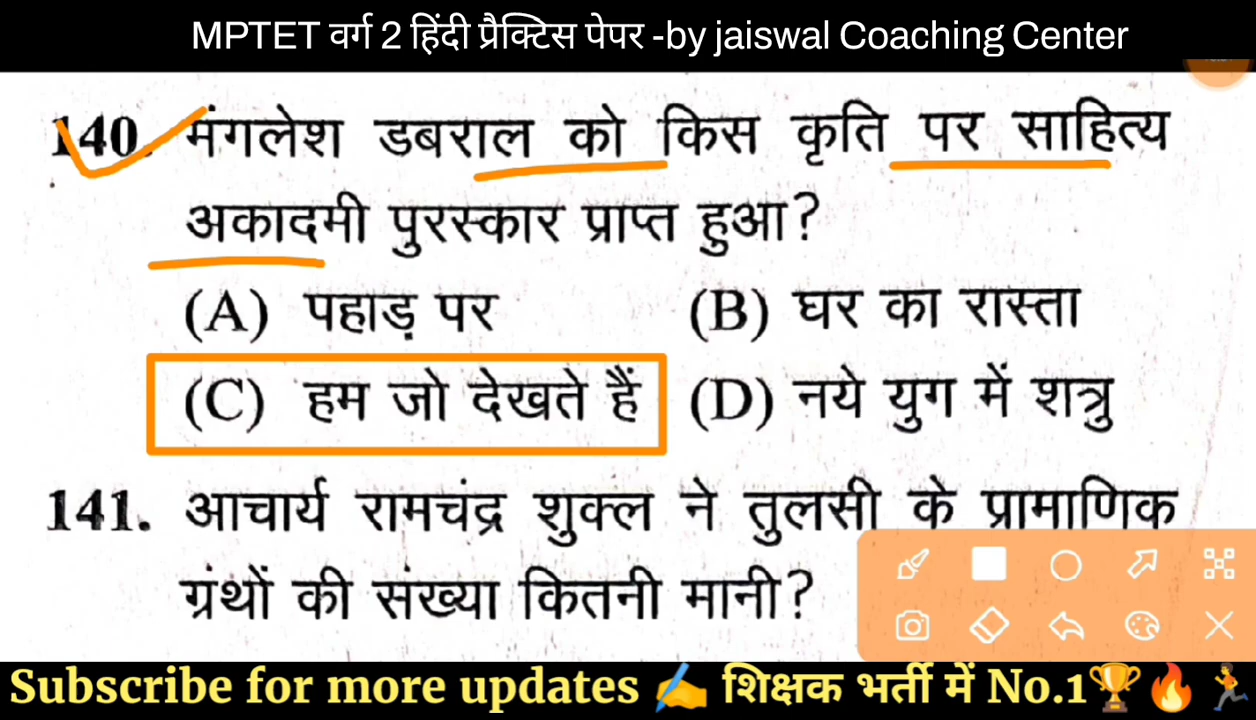 MPTET वर्ग 2 हिंदी प्रैक्टिस पेपर -by jaiswal Coaching Center
140. मंगलेश डबराल को किस कृति पर साहित्य
अकादमी पुरस्कार प्राप्त हुआ?
(A) पहाड़ पर (B) घर का रास्ता
(C) हम जो देखते हैं (D) नये युग में शत्रु
141. आचार्य रामचंद्र शुक्ल ने तुलसी के प्रामाणिक
ग्रंथों की संख्या कितनी मानी?
Subscribe for more updates ✍️ शिक्षक भर्ती में No.1🏆🔥🏃